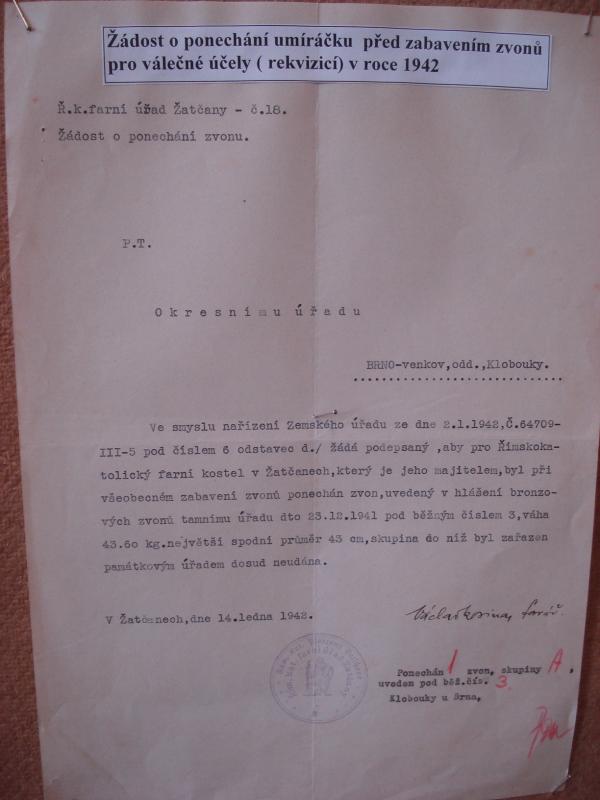 Žádost o ponechání umíráčku před zabavením zvonů
pro válečné účely ( rekvizicí) v roce 1942
Ř.k.farní úřad Žatčany - č.18.
Žádost o ponechání zvonu.
P.T.
Okresnímu úřadu
BRNO-venkov,odd.,Klobouky.
Ve smyslu nařízení Zemského úřadu ze dne 2.1.1942,Č.64709-
III-5 pod číslem 6 odstavec d./ žádá podepsaný ,aby pro Římskoka-
tolický farní kostel v Žatčanech,který je jeho majitelem,byl při
všeobecném zabavení zvonů ponechán zvon,uvedený v hlášení bronzo-
vých zvonů tamnímu úřadu dto 23.12.1941 pod běžným číslem 3,váha
43.60 kg.největší spodní průměr 43 cm,skupina do níž byl zařazen
památkovým úřadem dosud neudána.
V Žatčanech,dne 14.ledna 1942.
farář.
Ponechán 1 zvon, skupiny A,
uveden pod běž.čís. 3.
Klobouky u Brna,